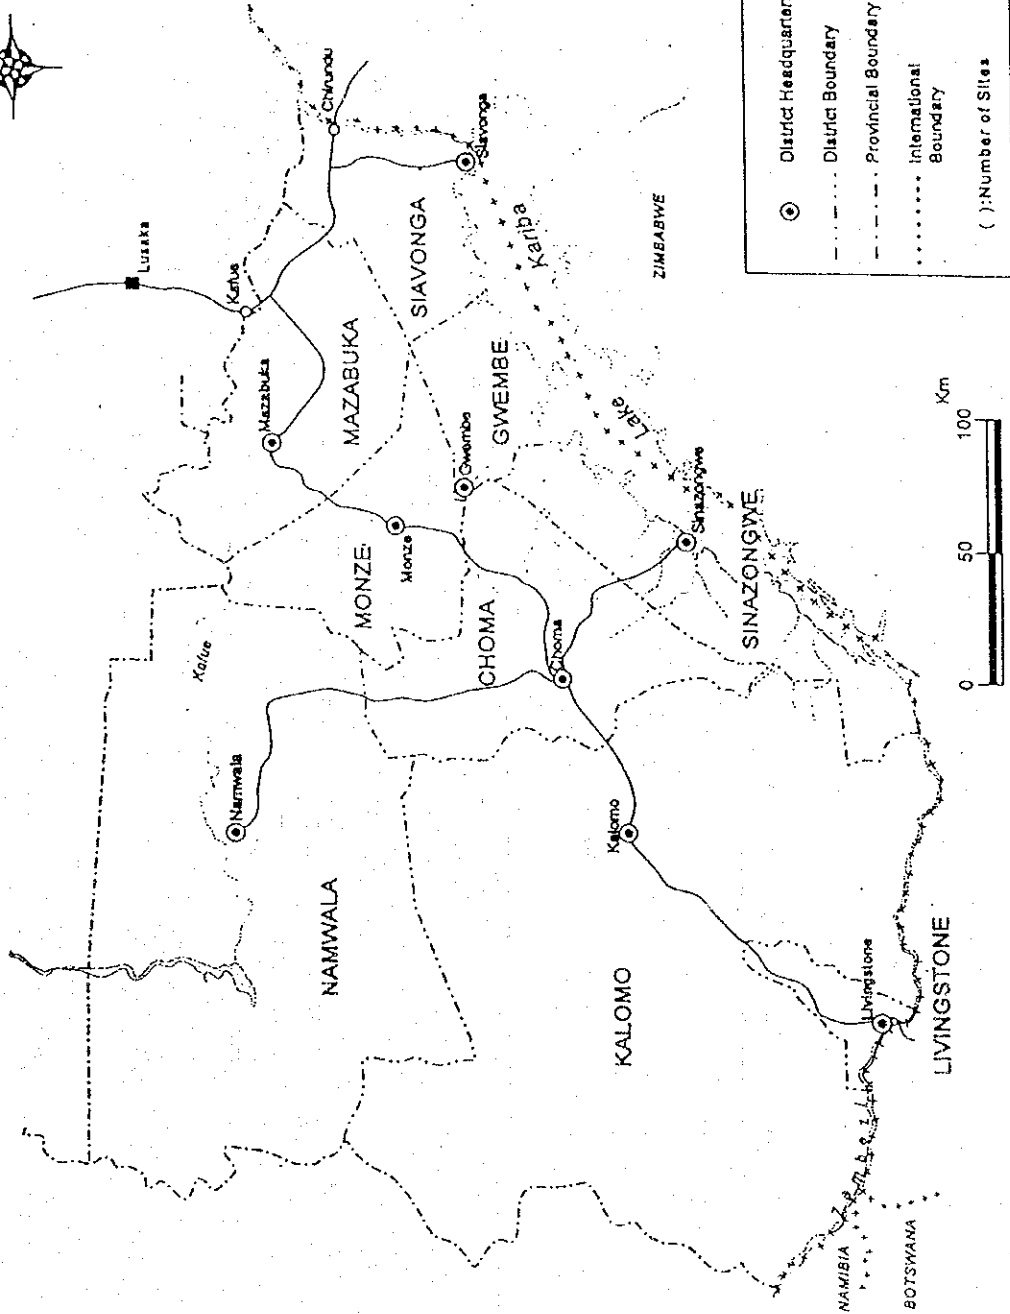 Lusaka
Kafue
Chirundu
Mazabuka
MAZABUKA
SIAVONGA
Siavonga
Kafue
MONZE
Monze
Gwembe
GWEMBE
Lake
Kariba
ZIMBABWE
Namwala
NAMWALA
CHOMA
Choma
Sinazongwe
SINAZONGWE
Kalomo
KALOMO
Livingstone
LIVINGSTONE
NAMIBIA
BOTSWANA
0 50 100
Km
District Headquarter
District Boundary
Provincial Boundary
International
Boundary
( ):Number of Sites